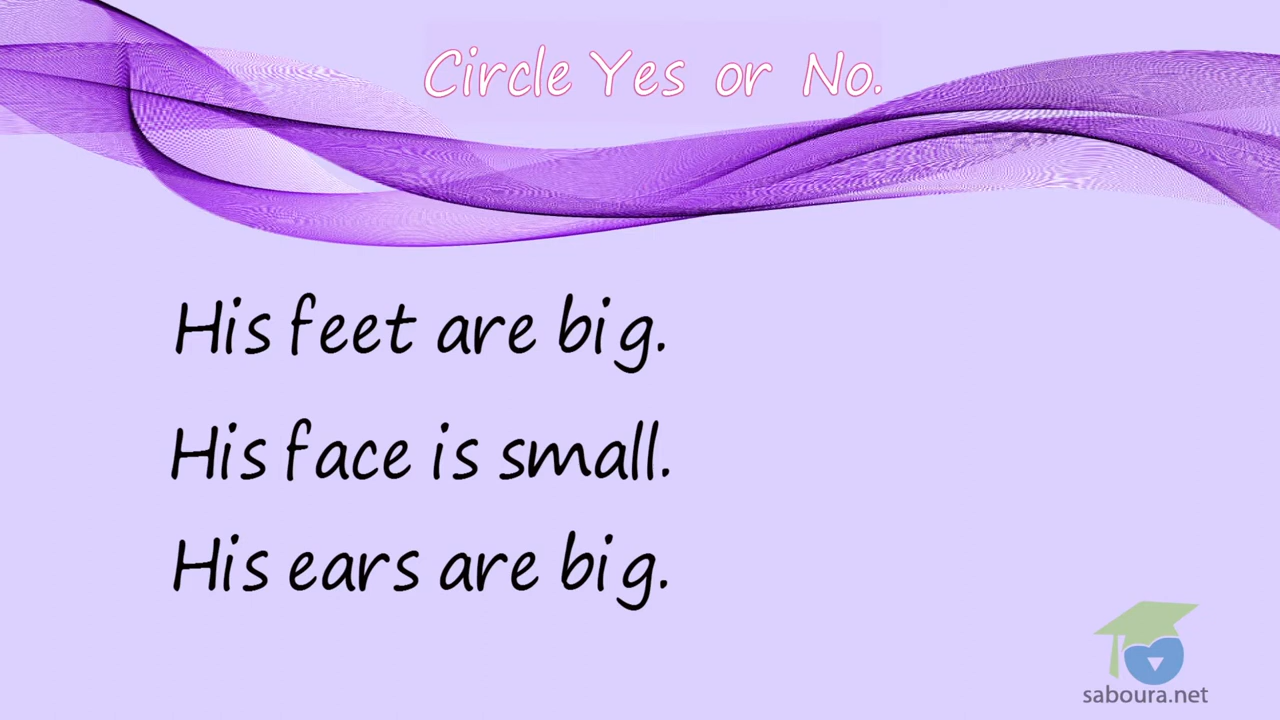 Circle Yes or No.
His feet are big.
His face is small.
His ears are big.
saboura.net